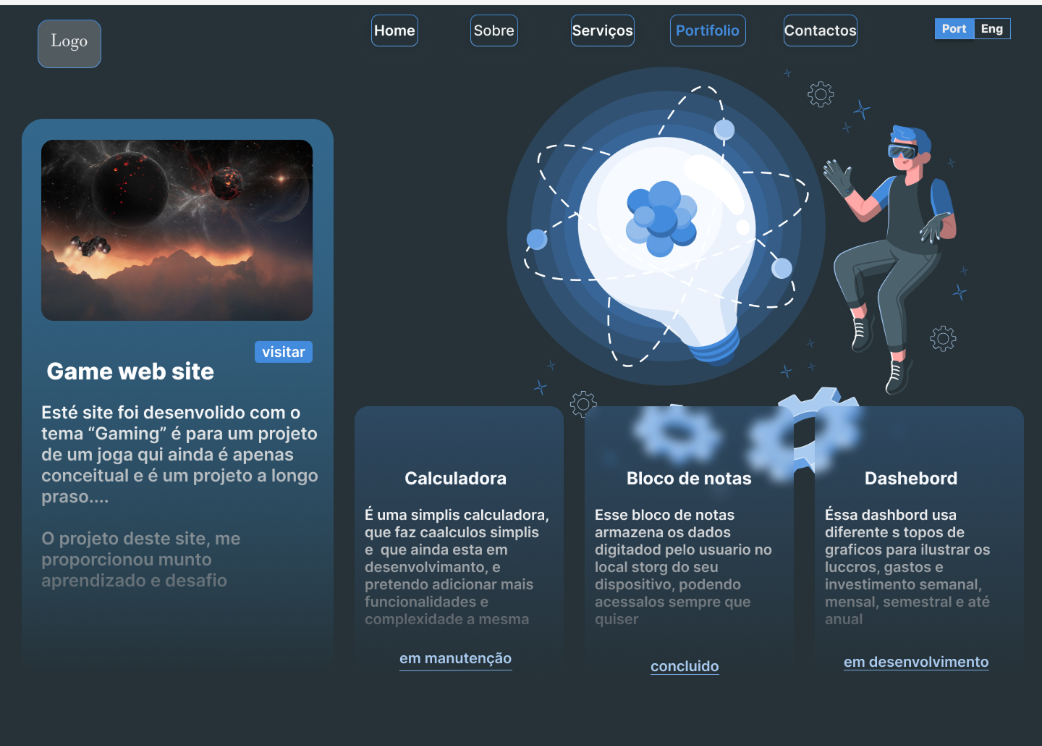 Logo
Home
Sobre
Serviços
Portifolio
Contactos
Port
Eng
visitar
Game web site
Esté site foi desenvolido com o
tema “Gaming” é para um projeto
de um joga qui ainda é apenas
conceitual e é um projeto a longo
praso....
O projeto deste site, me
proporcionou munto
aprendizado e desafio
Calculadora
É uma simplis calculadora,
que faz caalculos simplis
e  que ainda esta em
desenvolvimanto, e
pretendo adicionar mais
funcionalidades e
complexidade a mesma
em manutenção
Bloco de notas
Esse bloco de notas
armazena os dados
digitadod pelo usuario no
local storg do seu
dispositivo, podendo
acessalos sempre que
quiser
concluido
Dashebord
Éssa dashbord usa
diferente s topos de
graficos para ilustrar os
luccros, gastos e
investimento semanal,
mensal, semestral e até
anual
em desenvolvimento